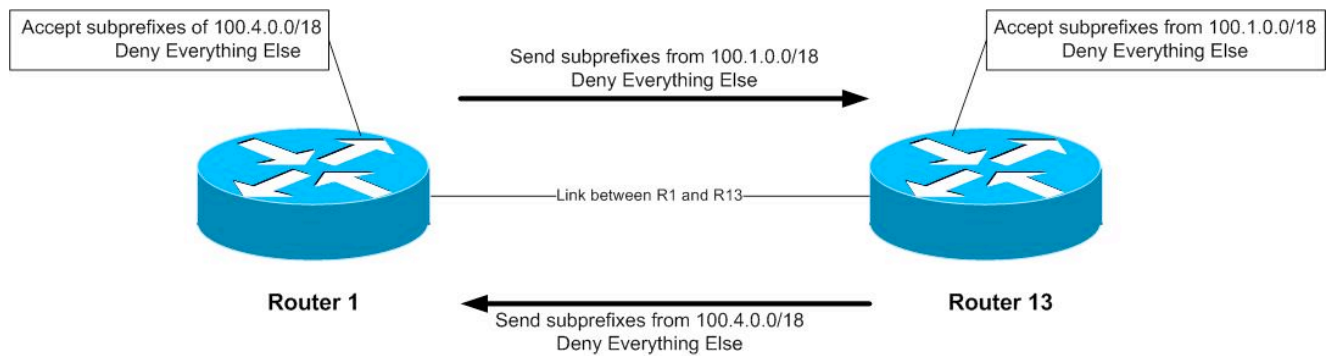 Accept subprefixes of 100.4.0.0/18
Deny Everything Else
Send subprefixes from 100.1.0.0/18
Deny Everything Else
Accept subprefixes from 100.1.0.0/18
Deny Everything Else
Link between R1 and R13
Router 1
Router 13
Send subprefixes from 100.4.0.0/18
Deny Everything Else